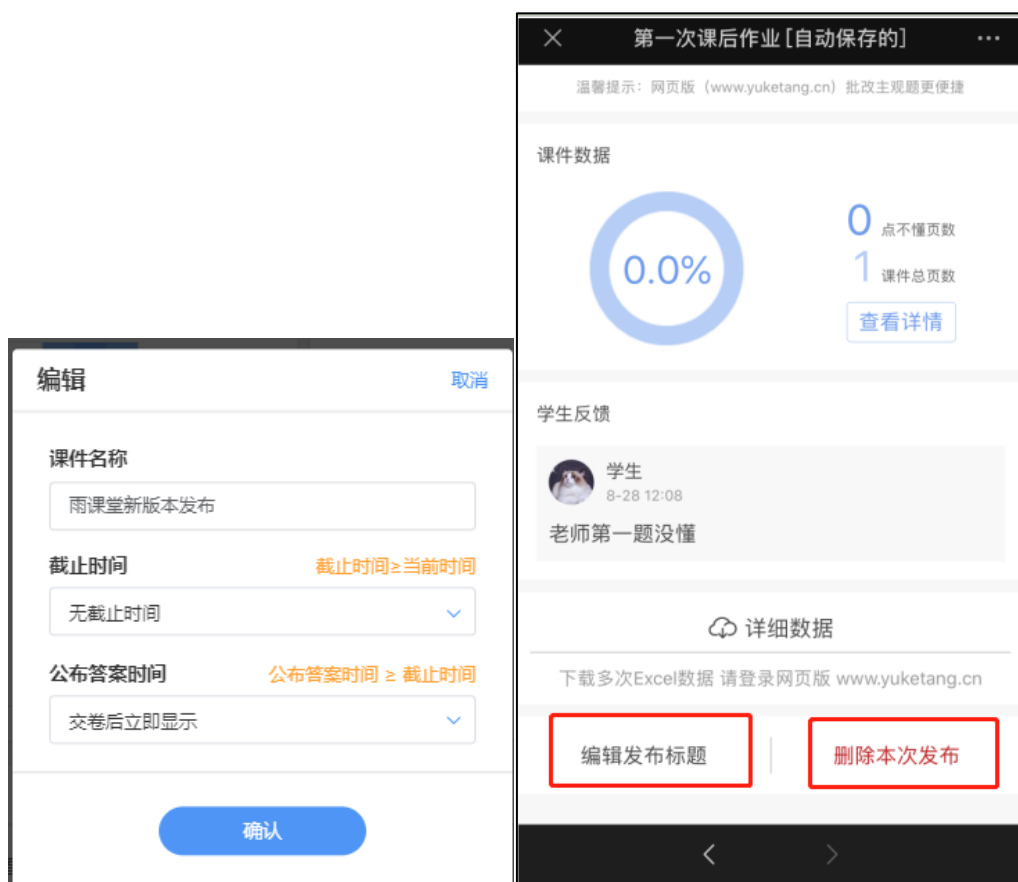 编辑
取消
课件名称
雨课堂新版本发布
截止时间
截止时间≥当前时间
无截止时间
公布答案时间
公布答案时间 ≥ 截止时间
交卷后立即显示
确认
第一次课后作业[自动保存的]
温馨提示：网页版（www.yuketang.cn）批改主观题更便捷
课件数据
0.0%
0 点不懂页数
1 课件总页数
查看详情
学生反馈
学生
8-28 12:08
老师第一题没懂
详细数据
下载多次Excel数据 请登录网页版 www.yuketang.cn
编辑发布标题
删除本次发布